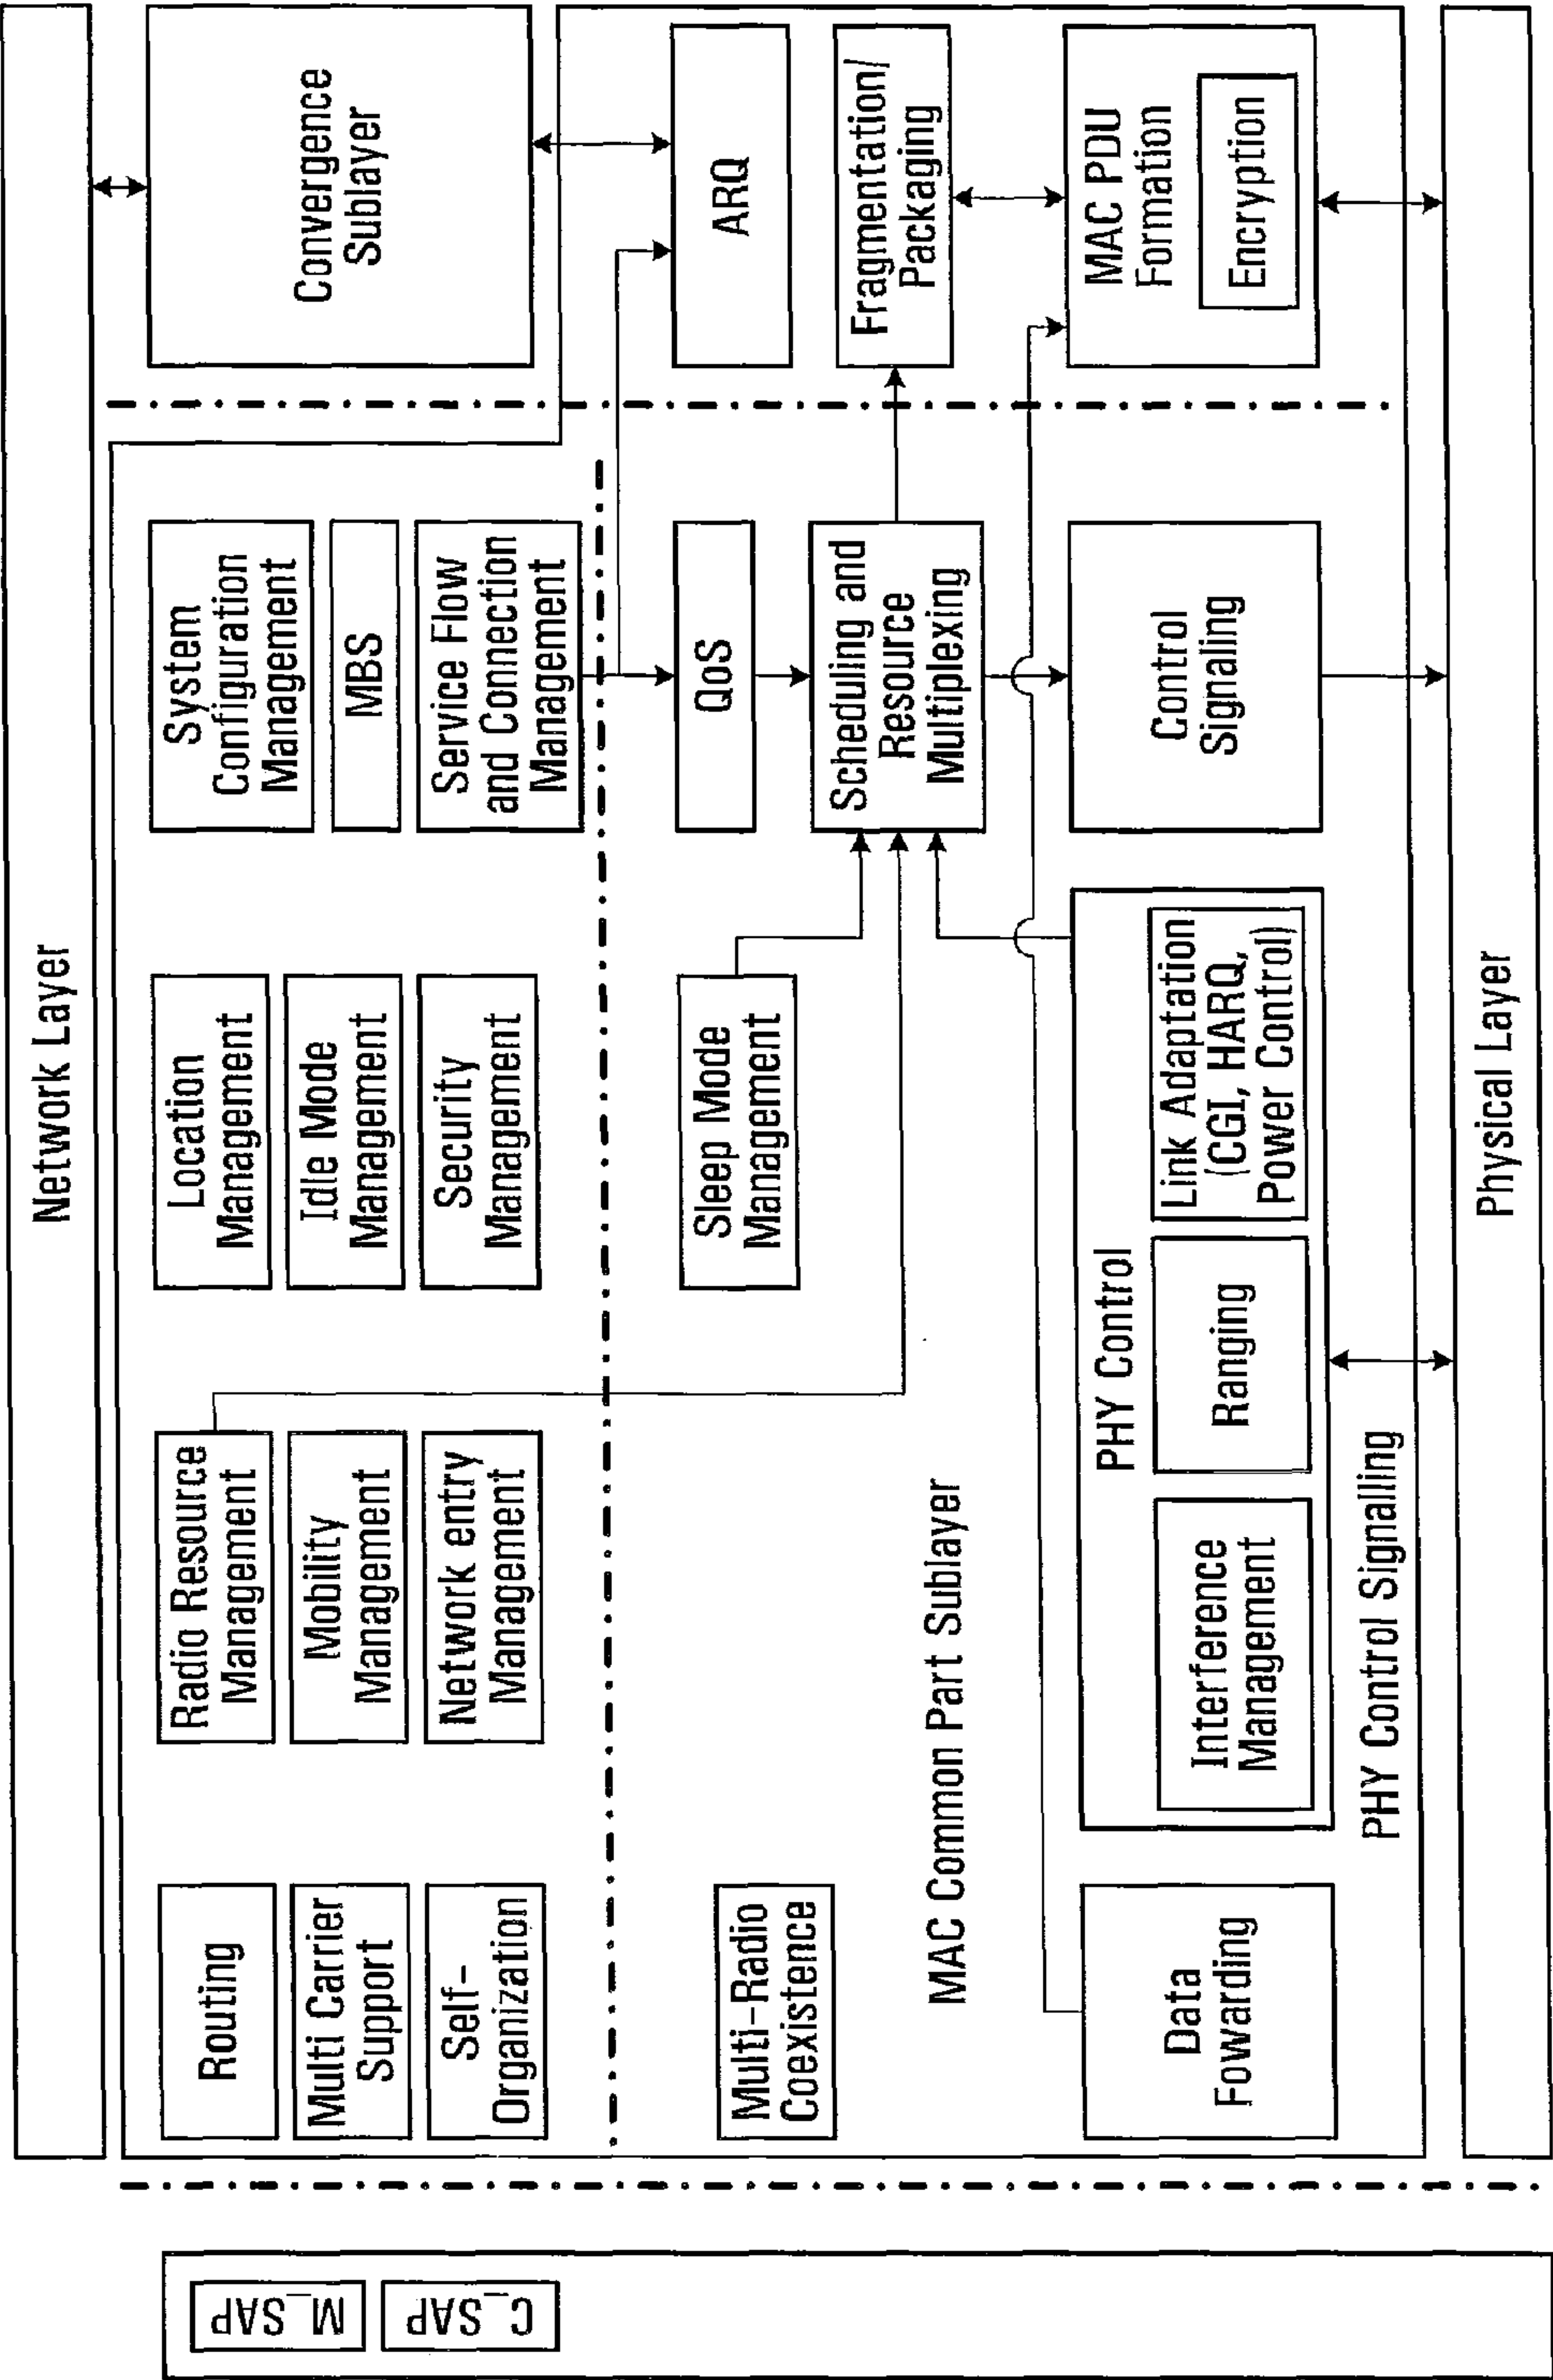 Network Layer
M_SAP
C_SAP
Routing
Multi Carrier
Support
Self-
Organization
Radio Resource
Management
Mobility
Management
Network entry
Management
Location
Management
Idle Mode
Management
Security
Management
System
Configuration
Management
MBS
Service Flow
and Connection
Management
Convergence
Sublayer
Multi-Radio
Coexistence
Sleep Mode
Management
QoS
ARQ
Scheduling and
Resource
Multiplexing
Fragmentation/
Packaging
MAC Common Part Sublayer
Data
Fowarding
PHY Control
Interference
Management
Ranging
Link Adaptation
(CGI, HARQ,
Power Control)
Control
Signaling
MAC PDU
Formation
Encryption
PHY Control Signalling
Physical Layer